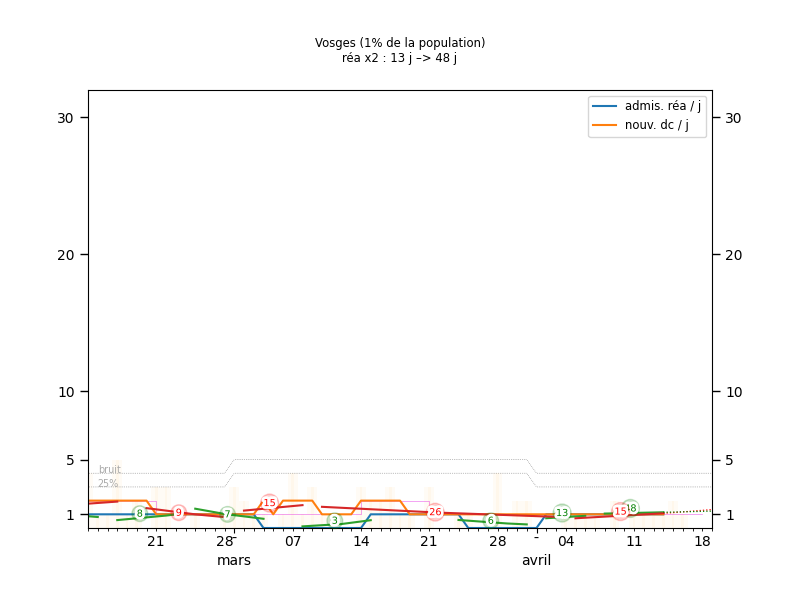 Vosges (1% de la population)
réa x2 : 13 j –> 48 j
admis. réa / j
nouv. dc / j
30 30
20 20
10 10
5 5
1 1
bruit
25%
8 9 7 15 3 26 6 13 15
21 28 07 14 21 28 04 11 18
mars avril